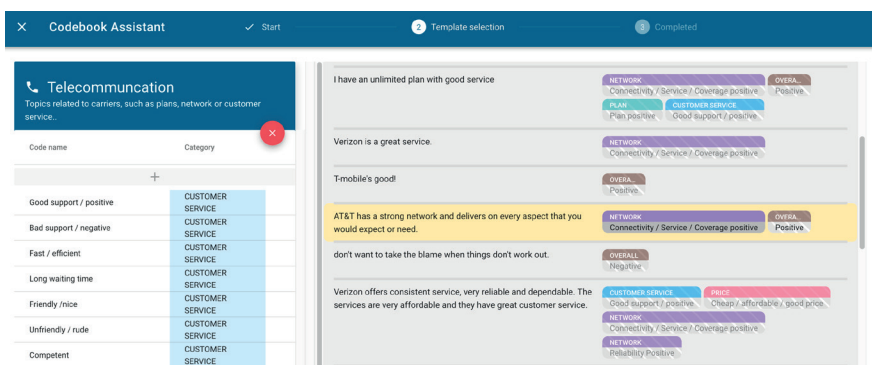 × Codebook Assistant ✓ Start 2 Template selection 3 Completed
Telecommuncation
Topics related to carriers, such as plans, network or customer
service..
×
Code name Category
+
Good support / positive CUSTOMER
SERVICE
Bad support / negative CUSTOMER
SERVICE
Fast / efficient CUSTOMER
SERVICE
Long waiting time CUSTOMER
SERVICE
Friendly /nice CUSTOMER
SERVICE
Unfriendly / rude CUSTOMER
SERVICE
Competent CUSTOMER
SERVICE
I have an unlimited plan with good service
NETWORK OVERA...
Connectivity / Service / Coverage positive Positive
PLAN CUSTOMER SERVICE
Plan positive Good support / positive
Verizon is a great service.
NETWORK
Connectivity / Service / Coverage positive
T-mobile's good!
OVERA...
Positive
AT&T has a strong network and delivers on every aspect that you
would expect or need.
NETWORK OVERA...
Connectivity / Service / Coverage positive Positive
don't want to take the blame when things don't work out.
OVERALL
Negative
Verizon offers consistent service, very reliable and dependable. The
services are very affordable and they have great customer service.
CUSTOMER SERVICE PRICE
Good support / positive Cheap / affordable / good price
NETWORK
Connectivity / Service / Coverage positive
NETWORK
Reliability Positive